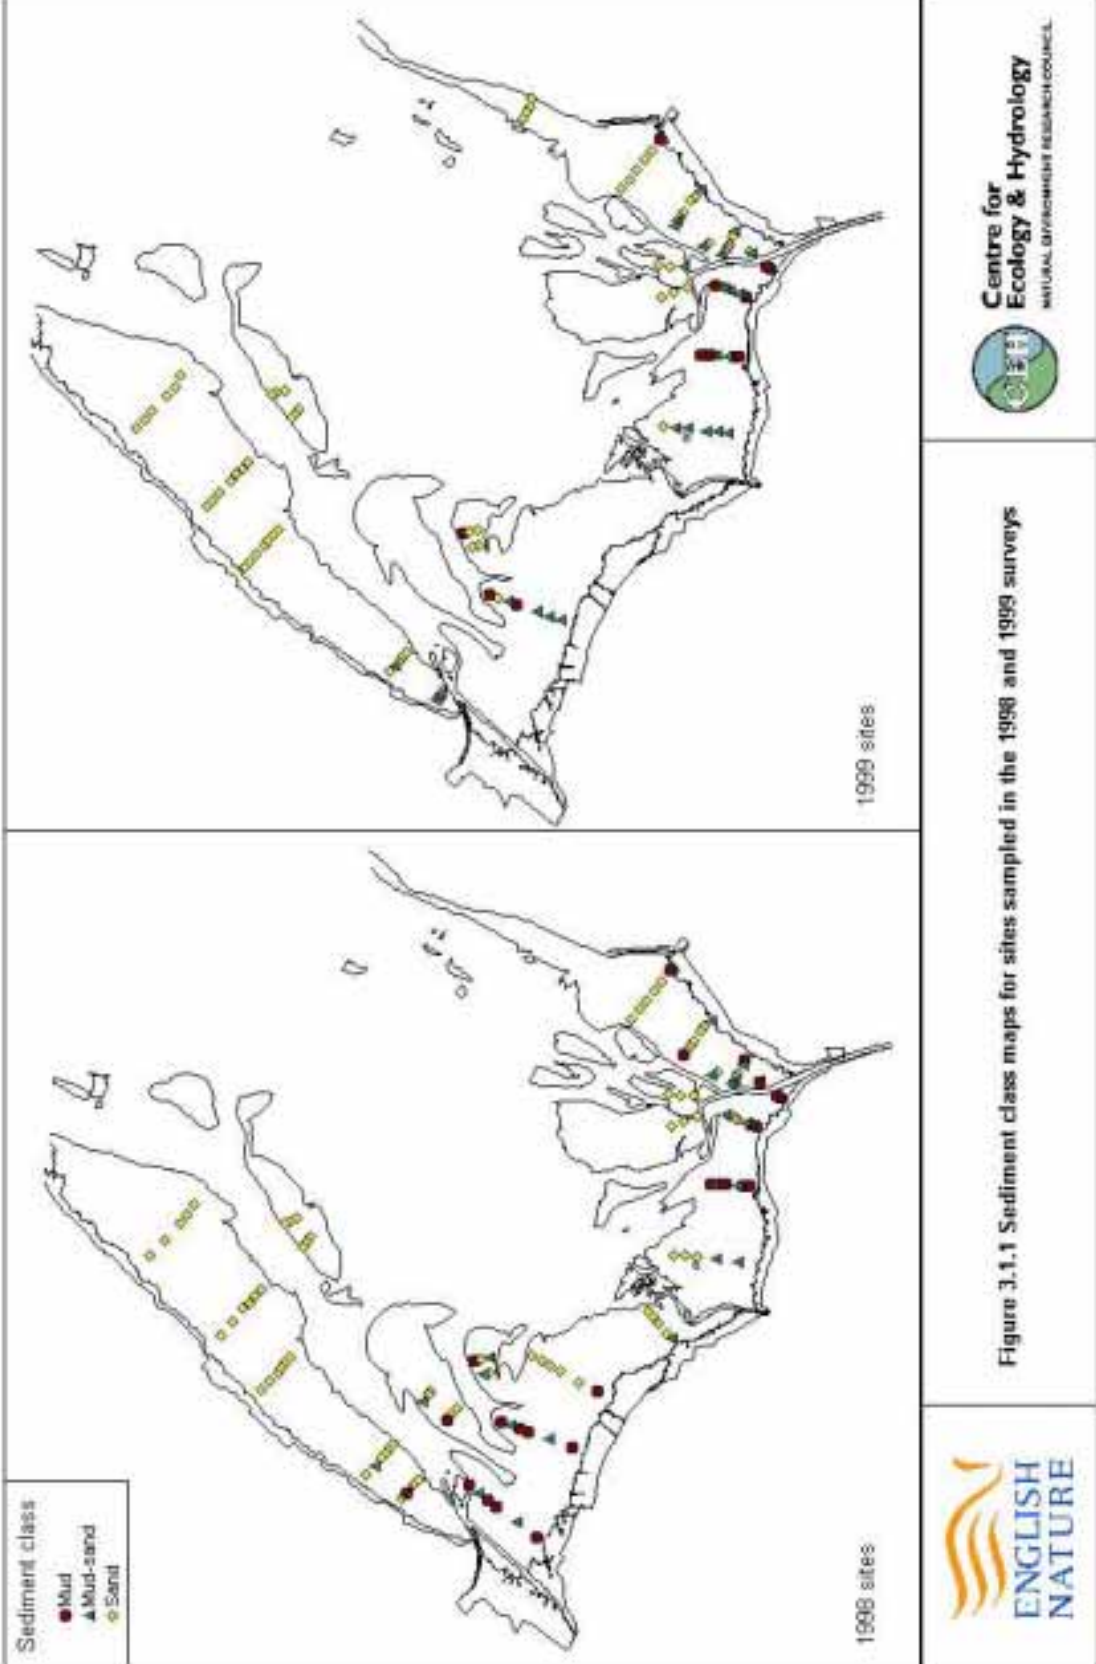 Sediment class
Mud
Mud-sand
Sand
1998 sites
1999 sites
ENGLISH
NATURE
Figure 3.1.1 Sediment class maps for sites sampled in the 1998 and 1999 surveys
CEH
Centre for
Ecology & Hydrology
NATURAL ENVIRONMENT RESEARCH COUNCIL